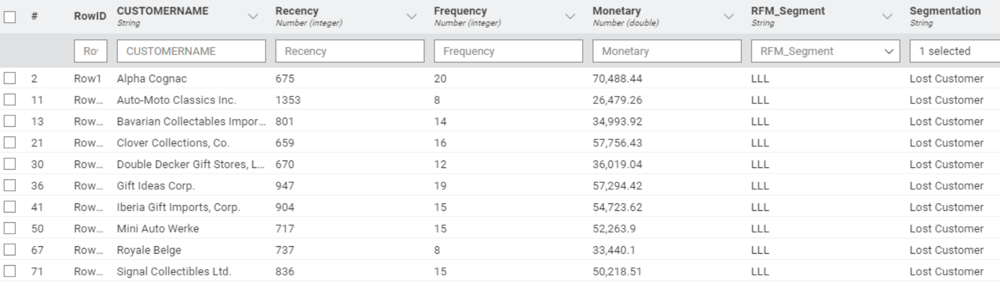 # RowID CUSTOMERNAME Recency Frequency Monetary RFM_Segment Segmentation
String Number (integer) Number (integer) Number (double) String String
Ro CUSTOMERNAME Recency Frequency Monetary RFM_Segment 1 selected
2 Row1 Alpha Cognac 675 20 70,488.44 LLL Lost Customer
11 Row... Auto-Moto Classics Inc. 1353 8 26,479.26 LLL Lost Customer
13 Row... Bavarian Collectables Impor... 801 14 34,993.92 LLL Lost Customer
21 Row... Clover Collections, Co. 659 16 57,756.43 LLL Lost Customer
30 Row... Double Decker Gift Stores, L... 670 12 36,019.04 LLL Lost Customer
36 Row... Gift Ideas Corp. 947 19 57,294.42 LLL Lost Customer
41 Row... Iberia Gift Imports, Corp. 904 15 54,723.62 LLL Lost Customer
50 Row... Mini Auto Werke 717 15 52,263.9 LLL Lost Customer
67 Row... Royale Belge 737 8 33,440.1 LLL Lost Customer
71 Row... Signal Collectibles Ltd. 836 15 50,218.51 LLL Lost Customer